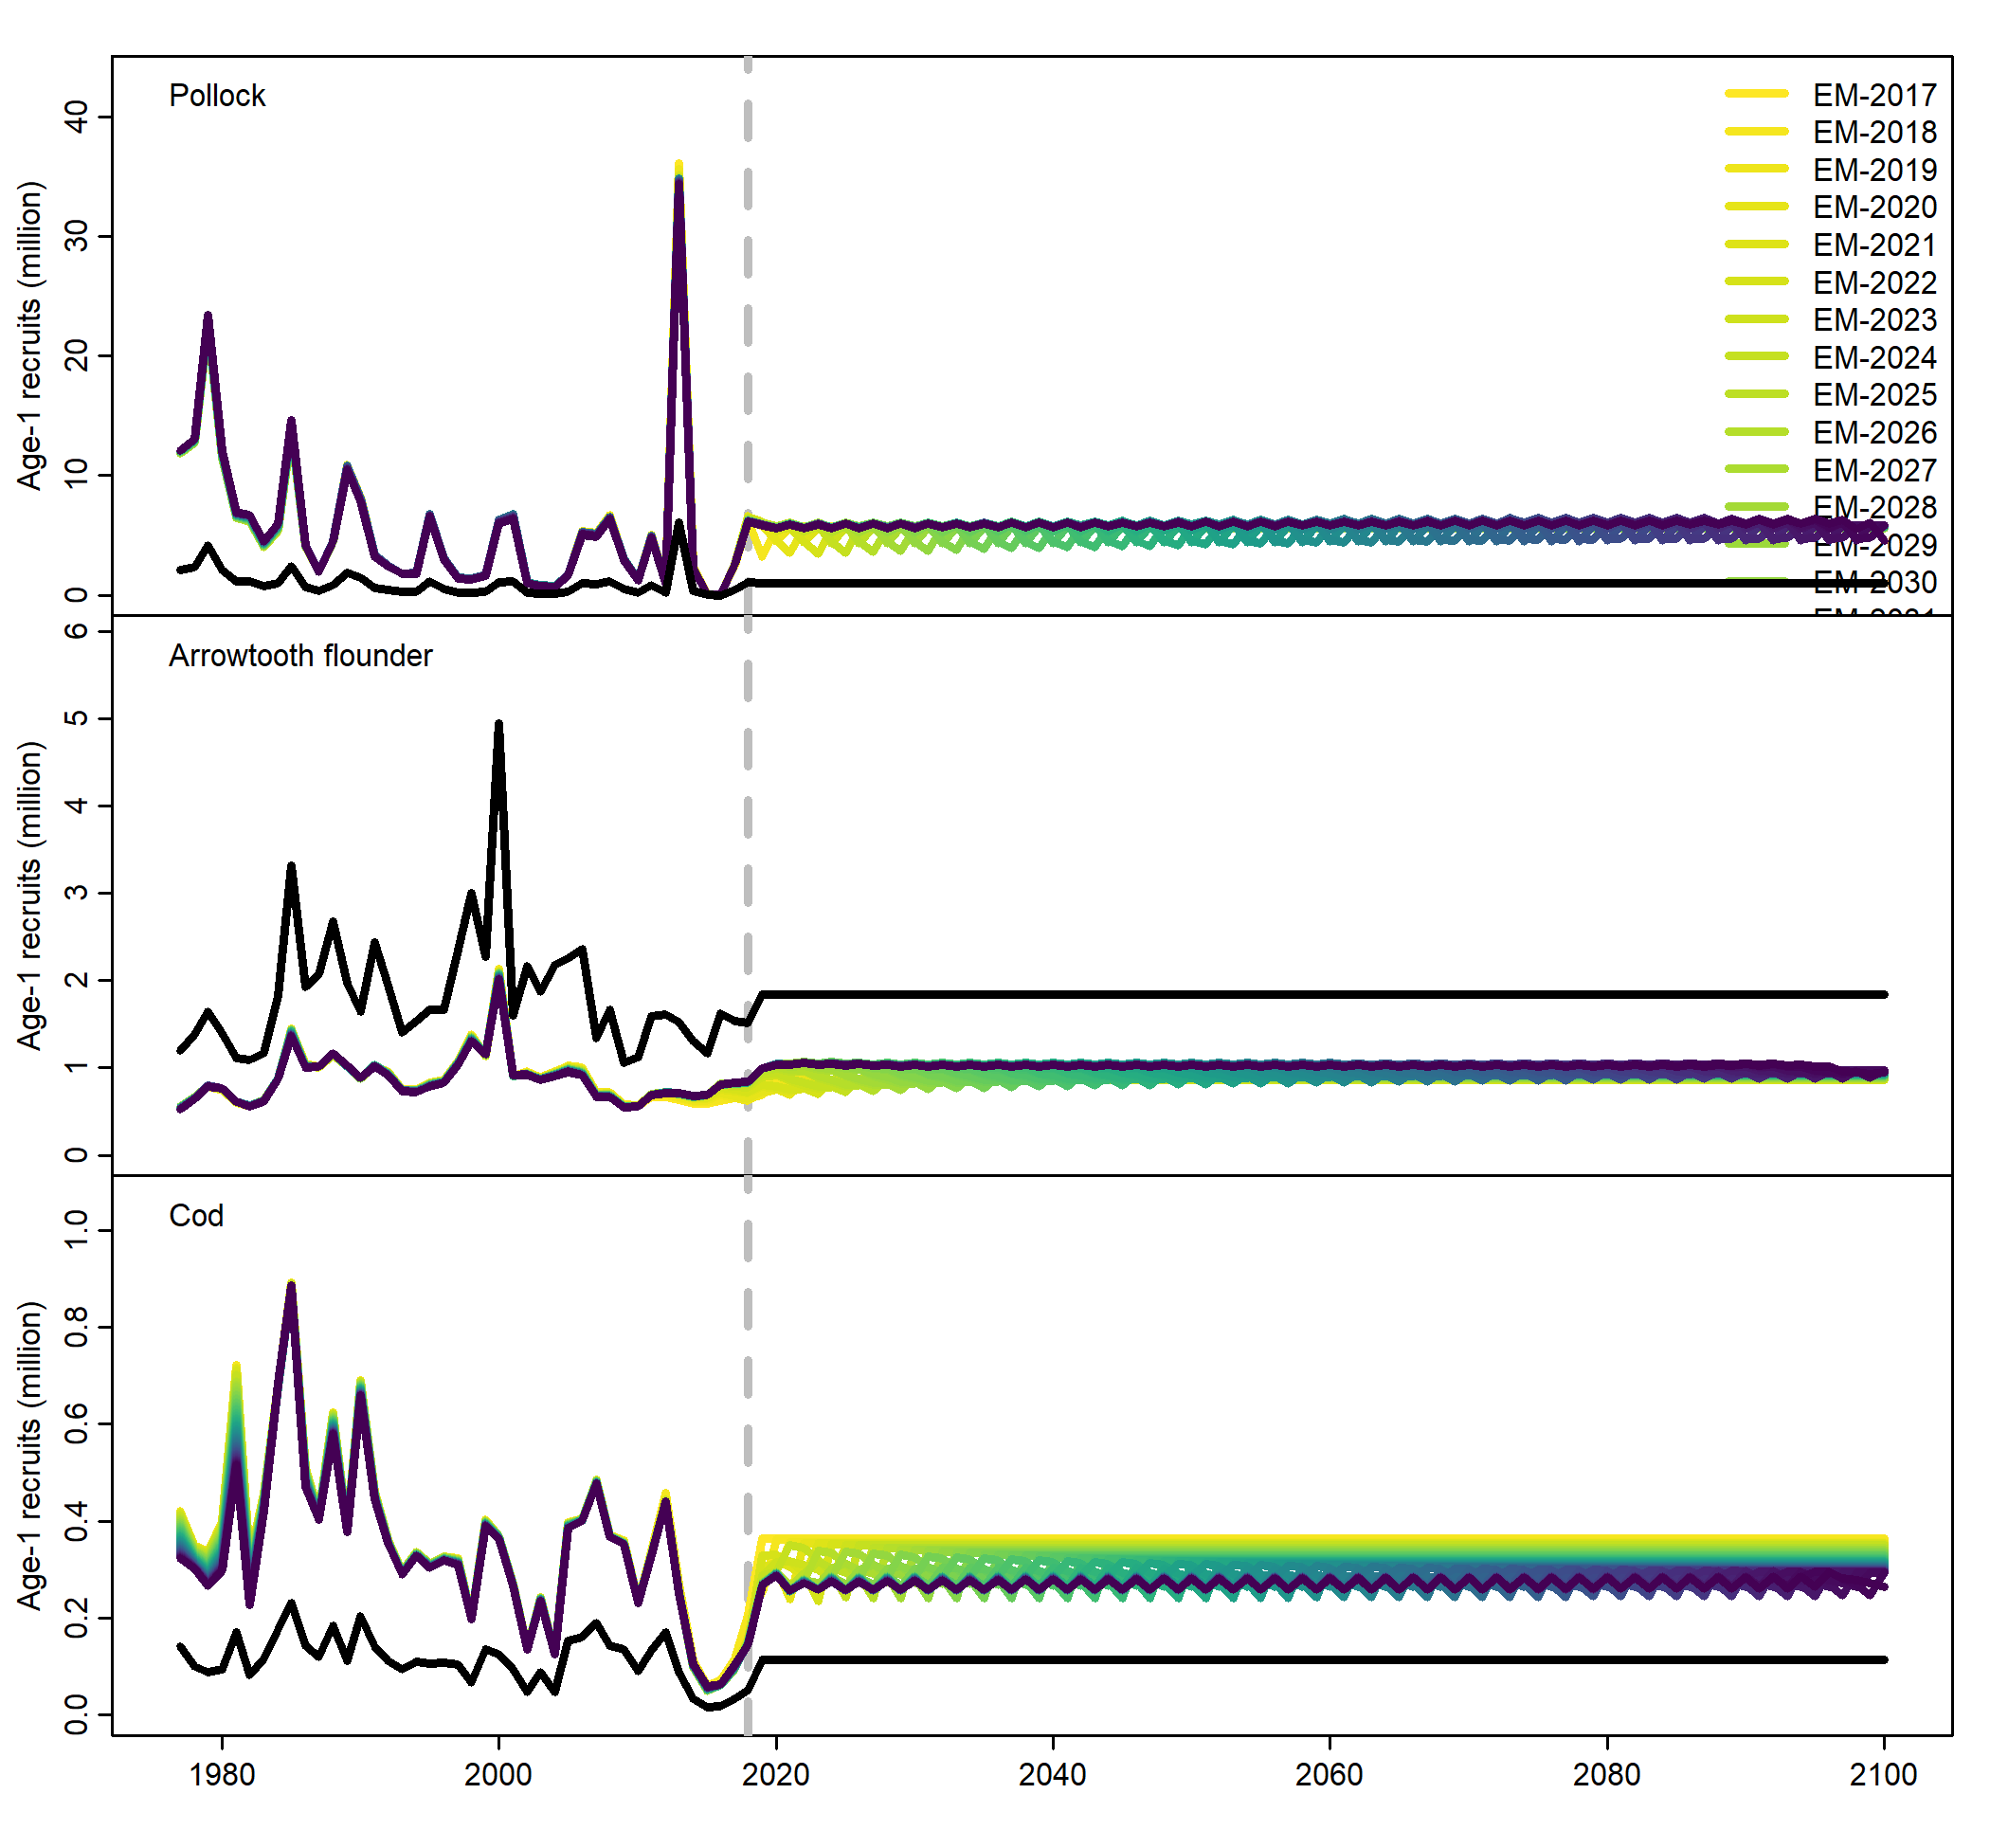 Pollock
Age-1 recruits (million)
40
30
20
10
0
EM-2017
EM-2018
EM-2019
EM-2020
EM-2021
EM-2022
EM-2023
EM-2024
EM-2025
EM-2026
EM-2027
EM-2028
EM-2029
EM-2030
Arrowtooth flounder
Age-1 recruits (million)
6
5
4
3
2
1
0
Cod
Age-1 recruits (million)
1.0
0.8
0.6
0.4
0.2
0.0
1980 2000 2020 2040 2060 2080 2100